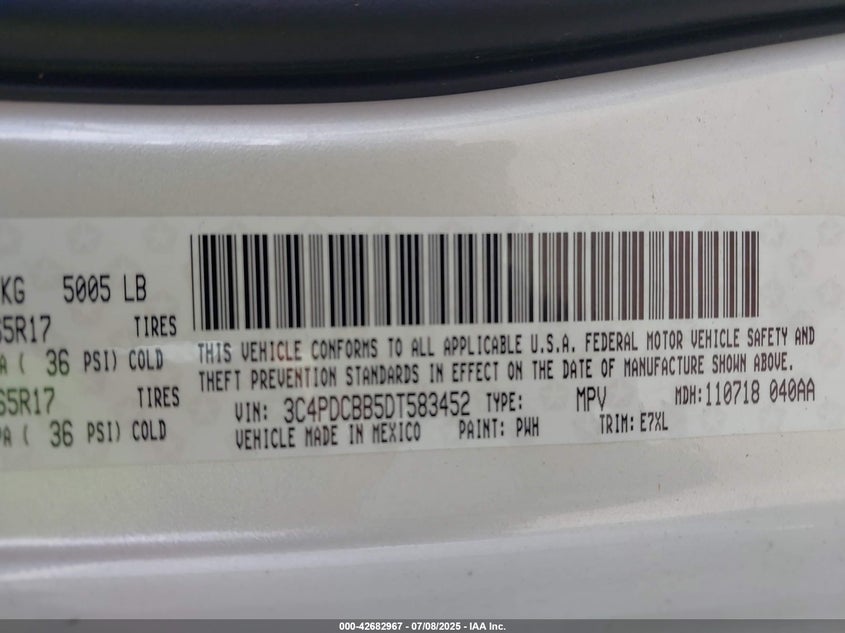 KG 5005 LB
65R17 TIRES
PA ( 36 PSI) COLD
65R17 TIRES
PA ( 36 PSI) COLD
THIS VEHICLE CONFORMS TO ALL APPLICABLE U.S.A. FEDERAL MOTOR VEHICLE SAFETY AND
THEFT PREVENTION STANDARDS IN EFFECT ON THE DATE OF MANUFACTURE SHOWN ABOVE.
VIN: 3C4PDCBB5DT583452 TYPE: MPV MDH:110718 040AA
VEHICLE MADE IN MEXICO PAINT: PWH TRIM: E7XL
000-42682967 - 07/08/2025 - IAA Inc.